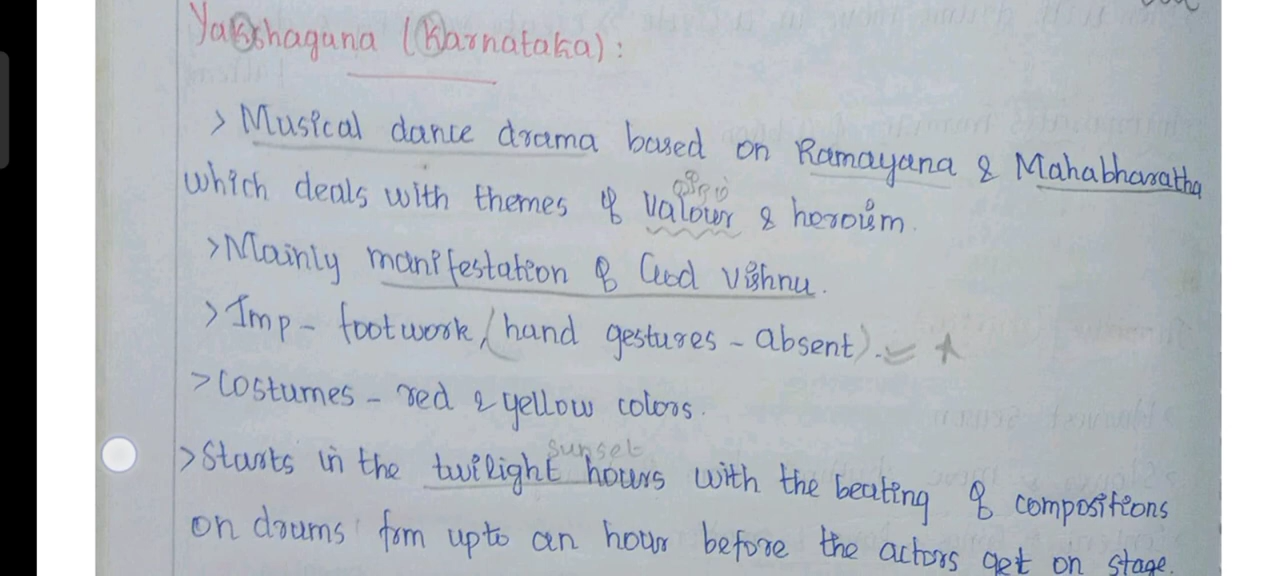 Yakshagana (Karnataka):
> Musical dance drama based on Ramayana & Mahabharatha
which deals with themes of valour & heroism.
> Mainly manifestation of God Vishnu.
> Imp - footwork (hand gestures - absent).
> Costumes - red & yellow colors.
sunset
> Starts in the twilight hours with the beating of compositions
on drums frm upto an hour before the actors get on stage.